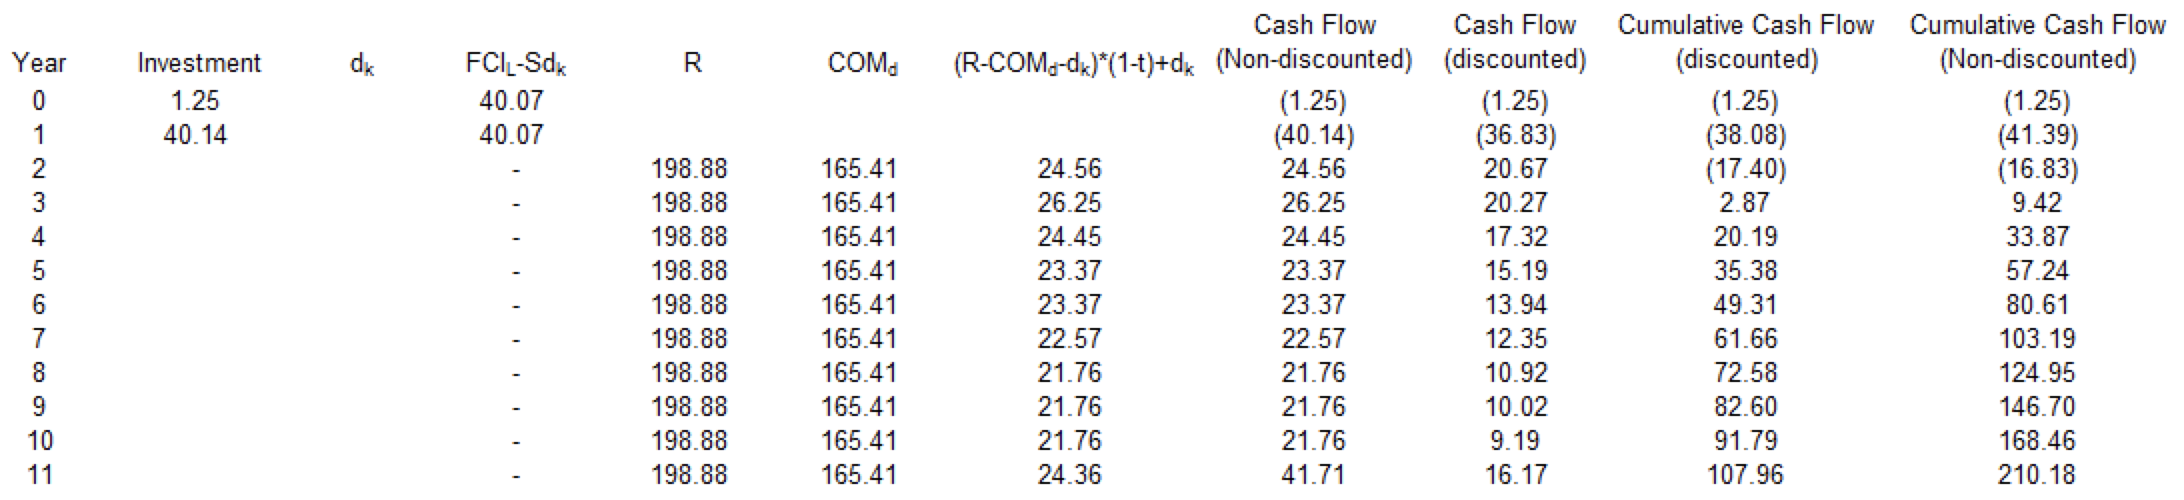 Cash Flow Cash Flow Cumulative Cash Flow Cumulative Cash Flow
Year Investment dk FCIL-Sdk R COMd (R-COMd-dk)*(1-t)+dk (Non-discounted) (discounted) (discounted) (Non-discounted)
0 1.25 40.07 (1.25) (1.25) (1.25) (1.25)
1 40.14 40.07 (40.14) (36.83) (38.08) (41.39)
2 - 198.88 165.41 24.56 24.56 20.67 (17.40) (16.83)
3 - 198.88 165.41 26.25 26.25 20.27 2.87 9.42
4 - 198.88 165.41 24.45 24.45 17.32 20.19 33.87
5 - 198.88 165.41 23.37 23.37 15.19 35.38 57.24
6 - 198.88 165.41 23.37 23.37 13.94 49.31 80.61
7 - 198.88 165.41 22.57 22.57 12.35 61.66 103.19
8 - 198.88 165.41 21.76 21.76 10.92 72.58 124.95
9 - 198.88 165.41 21.76 21.76 10.02 82.60 146.70
10 - 198.88 165.41 21.76 21.76 9.19 91.79 168.46
11 - 198.88 165.41 24.36 41.71 16.17 107.96 210.18